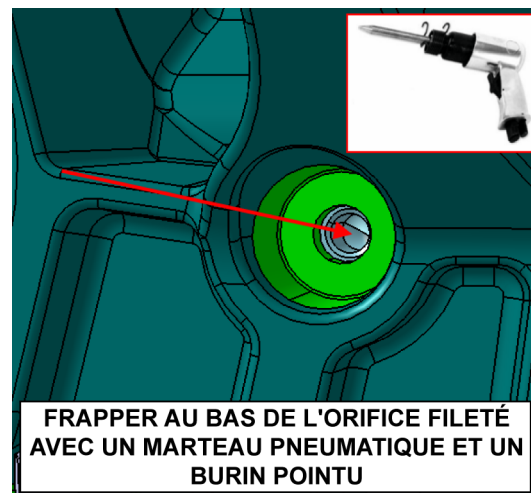 FRAPPER AU BAS DE L'ORIFICE FILETÉ
AVEC UN MARTEAU PNEUMATIQUE ET UN
BURIN POINTU